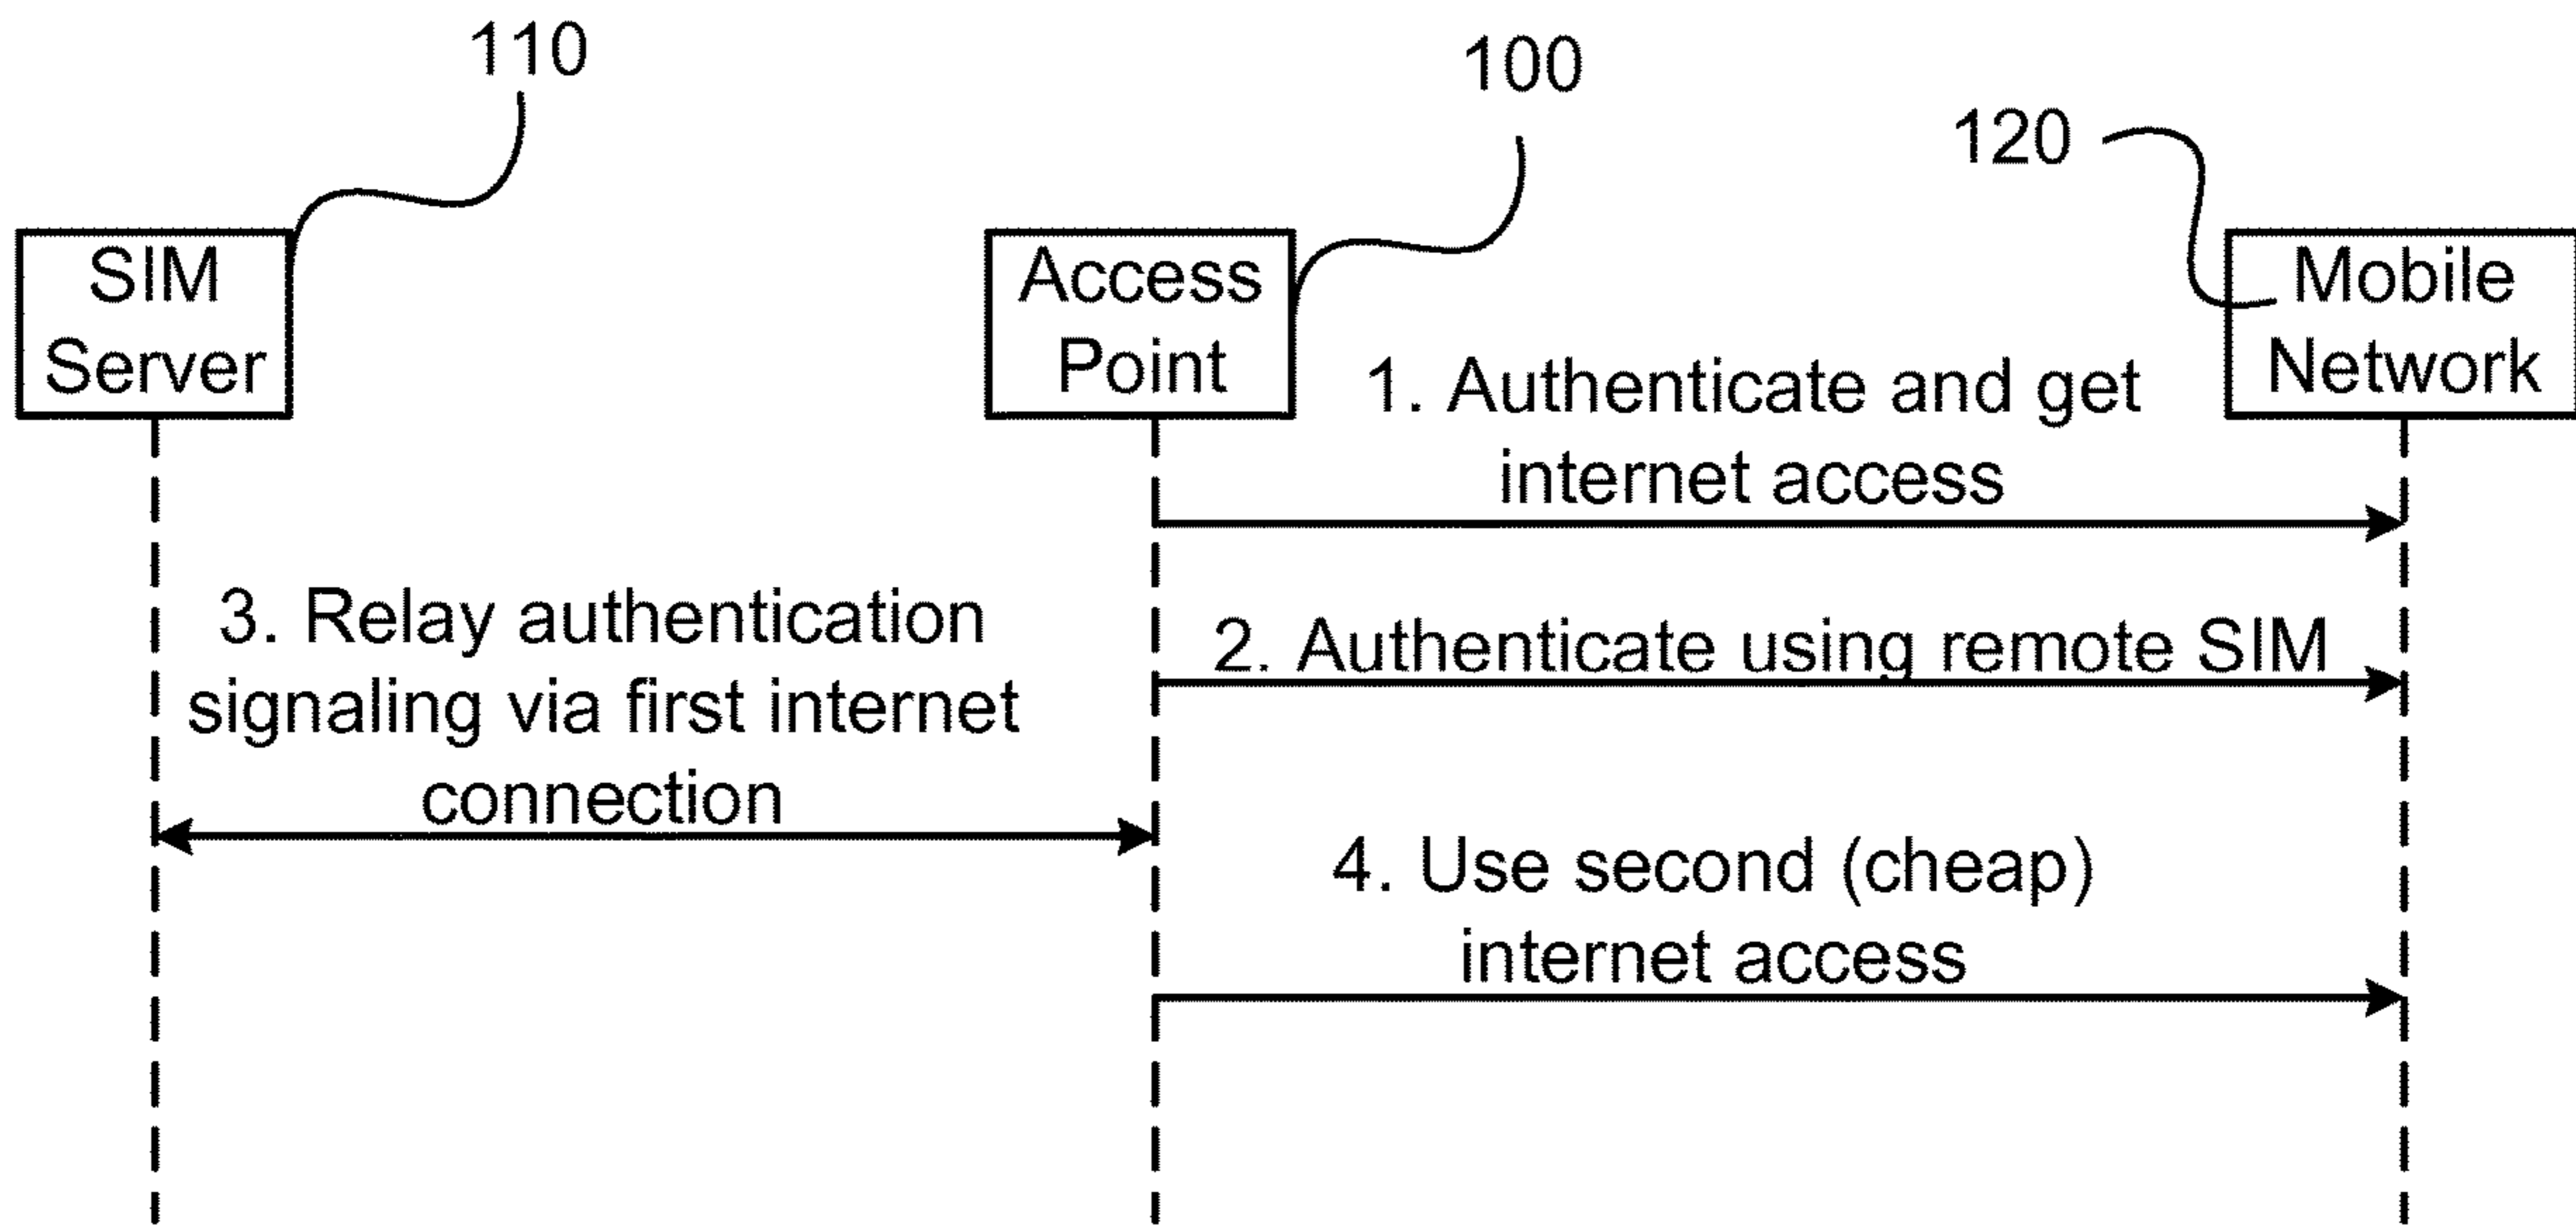 110
100
120
SIM
Server
Access
Point
Mobile
Network
1. Authenticate and get
internet access
2. Authenticate using remote SIM
3. Relay authentication
signaling via first internet
connection
4. Use second (cheap)
internet access